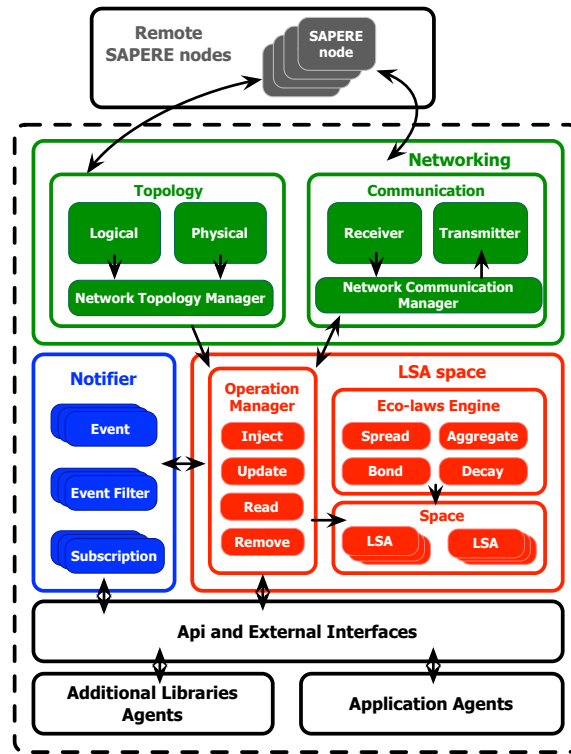 Remote
SAPERE nodes
SAPERE
node
Networking
Topology
Logical
Physical
Network Topology Manager
Communication
Receiver
Transmitter
Network Communication
Manager
Notifier
Event
Event Filter
Subscription
LSA space
Operation
Manager
Inject
Update
Read
Remove
Eco-laws Engine
Spread
Aggregate
Bond
Decay
Space
LSA
LSA
Api and External Interfaces
Additional Libraries
Agents
Application Agents